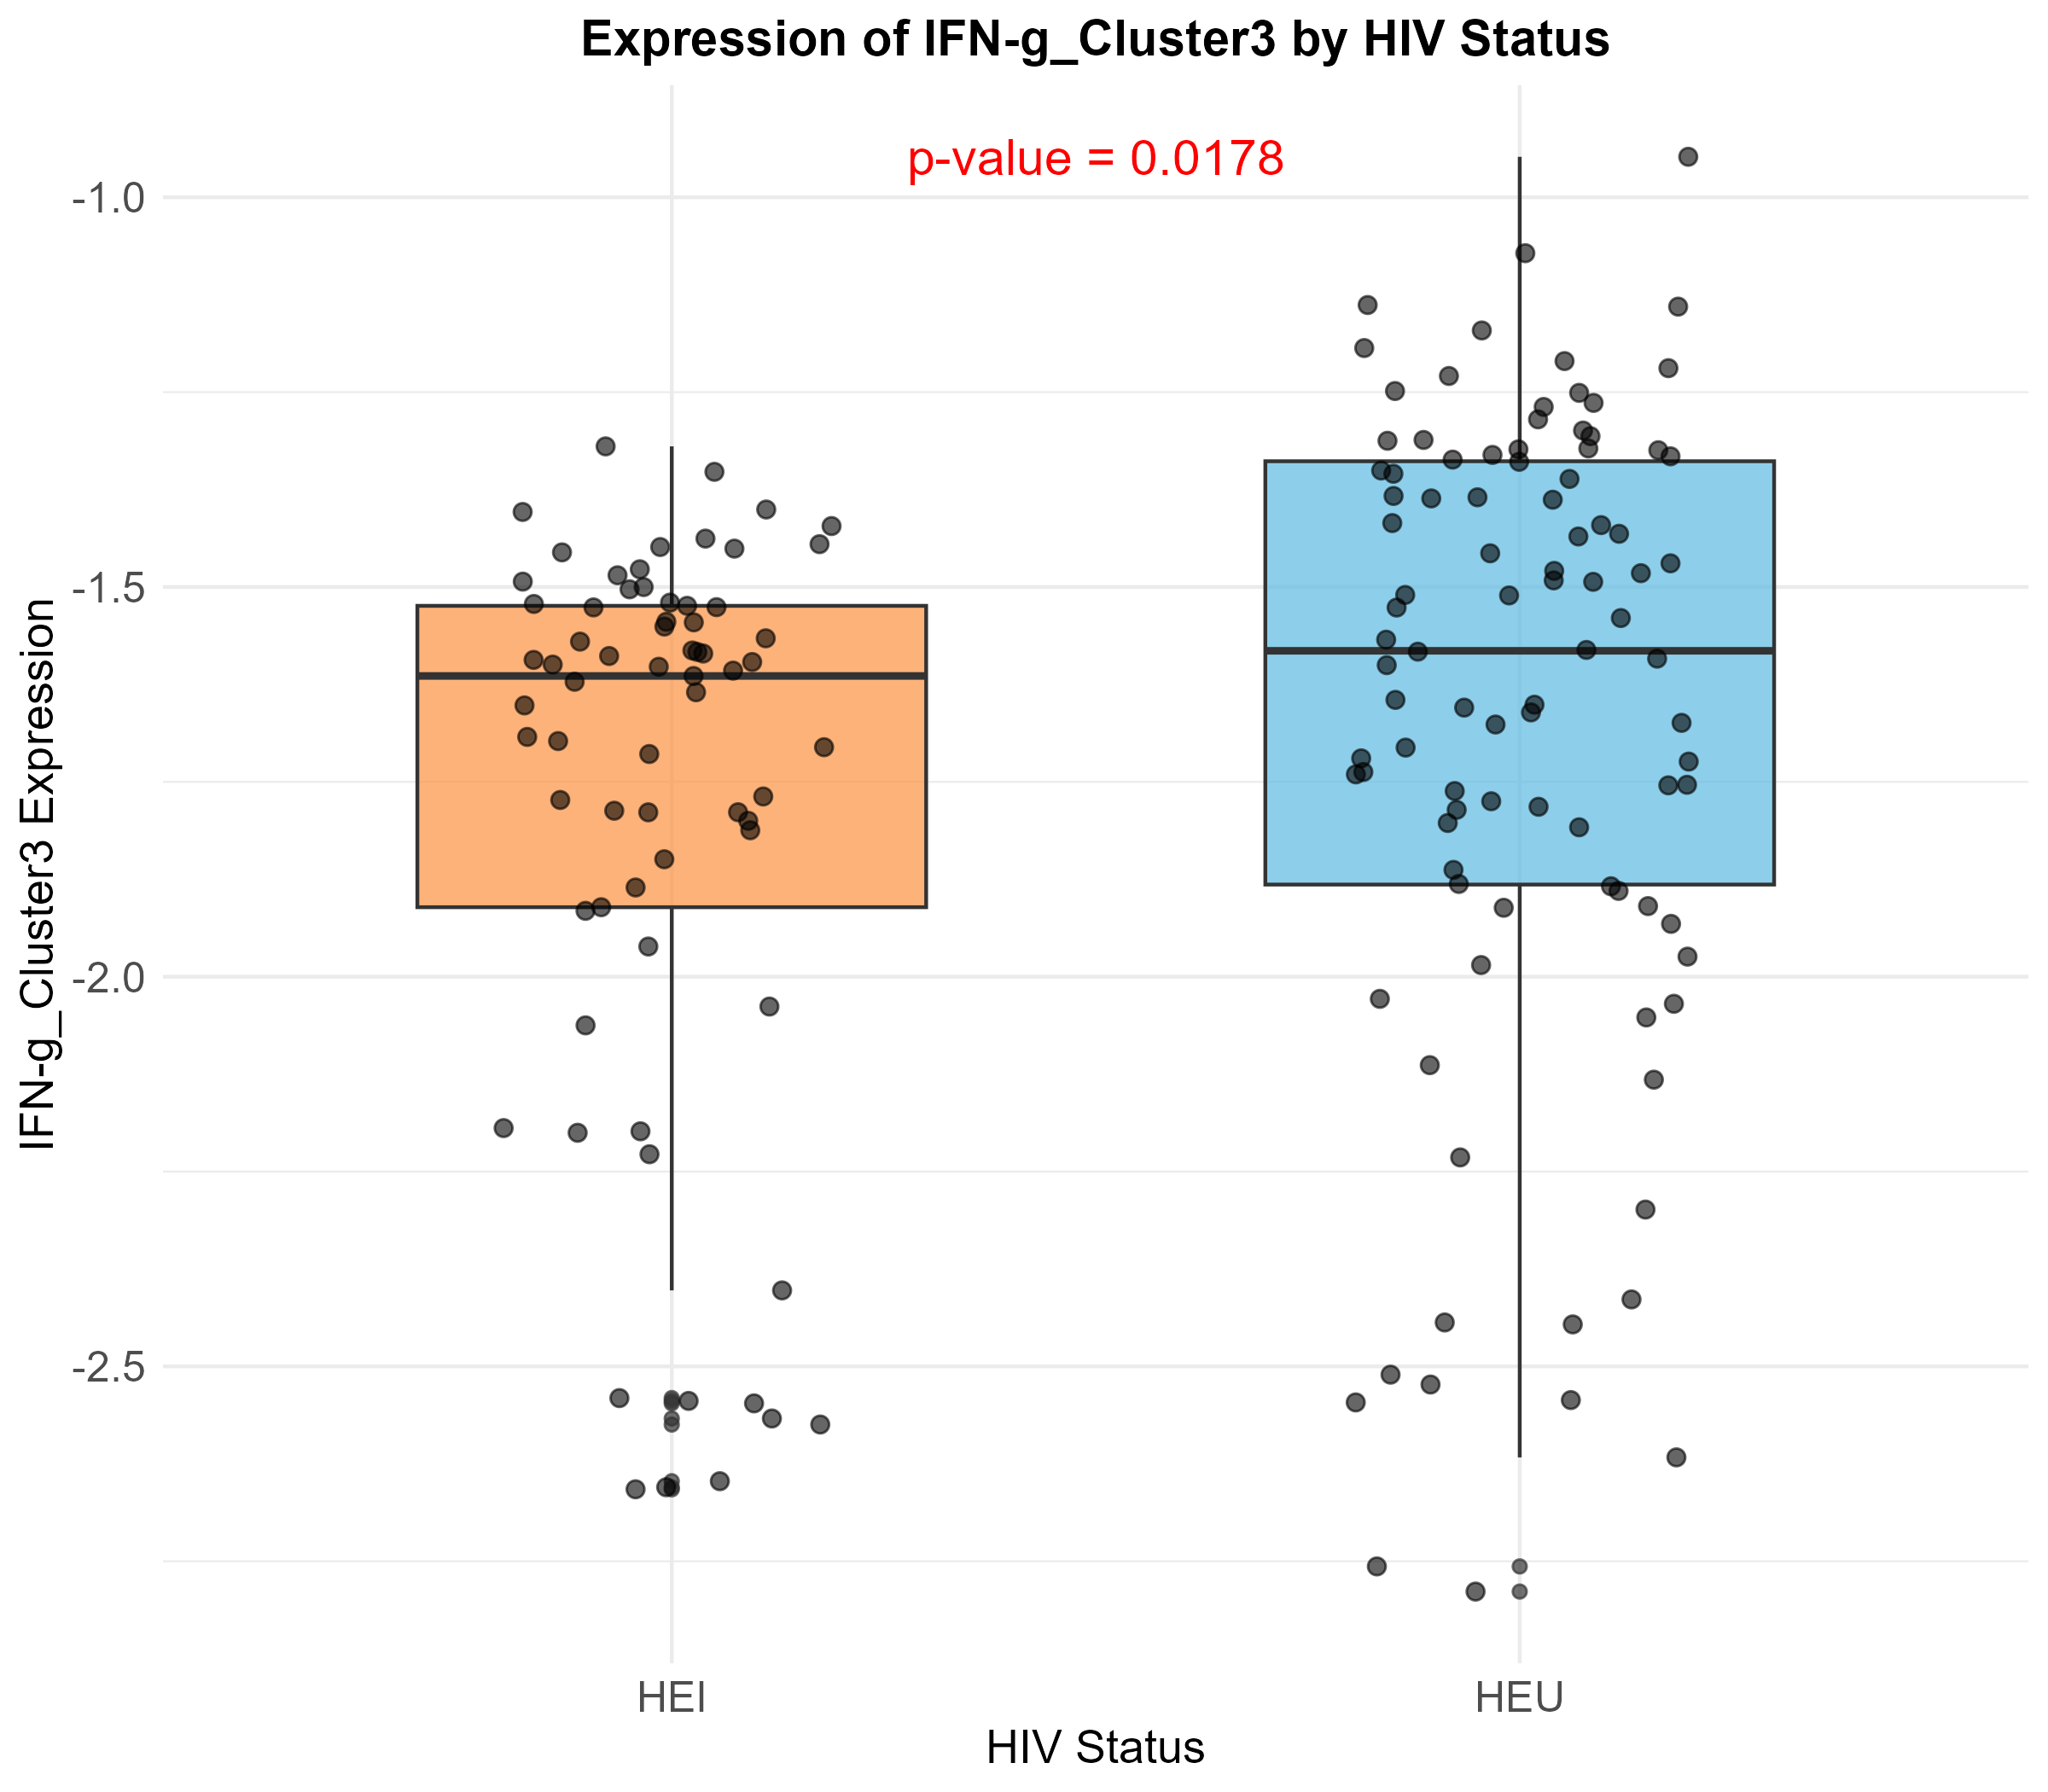 Expression of IFN-g_Cluster3 by HIV Status
p-value = 0.0178
-1.0
-1.5
-2.0
-2.5
IFN-g_Cluster3 Expression
HEI
HEU
HIV Status